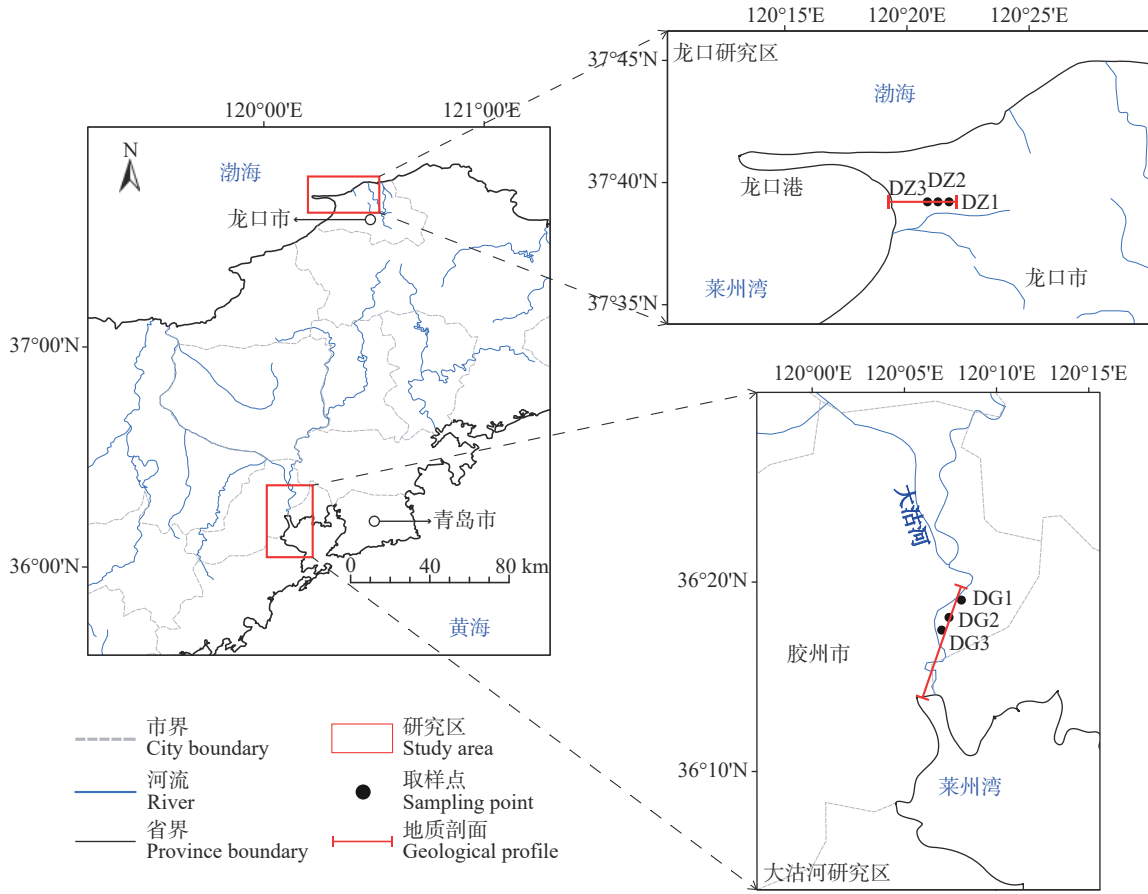 120°00'E
121°00'E
N
渤海
龙口市
37°00'N
36°00'N
青岛市
0
40
80 km
黄海
120°15'E
120°20'E
120°25'E
37°45'N
37°40'N
37°35'N
龙口研究区
渤海
龙口港
DZ3
DZ2
DZ1
莱州湾
龙口市
120°00'E
120°05'E
120°10'E
120°15'E
36°20'N
36°10'N
大沽河
DG1
DG2
DG3
胶州市
莱州湾
大沽河研究区
市界
City boundary
河流
River
省界
Province boundary
研究区
Study area
取样点
Sampling point
地质剖面
Geological profile